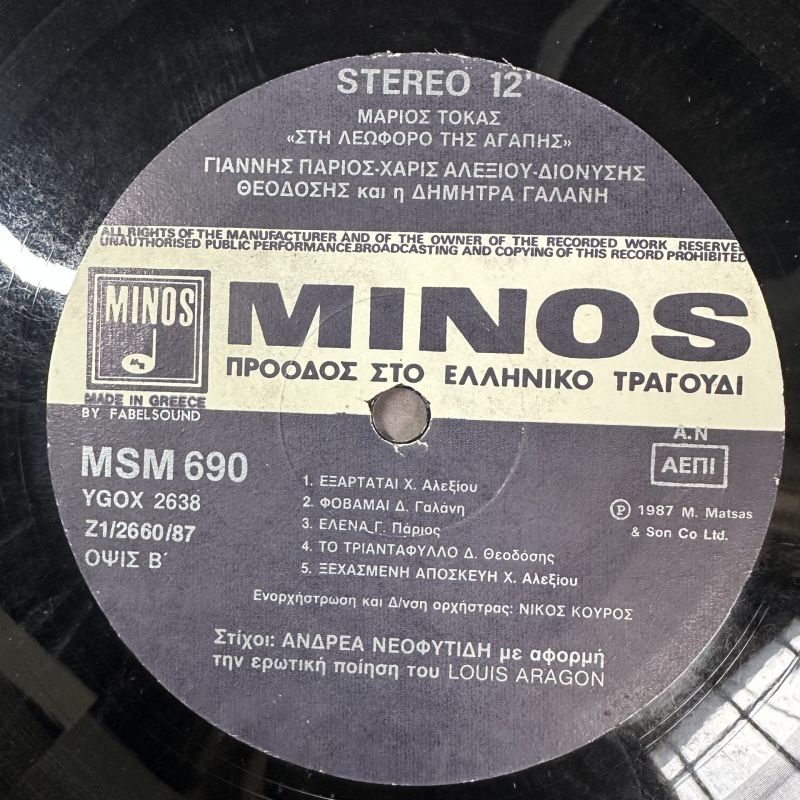 STEREO 12"
ΜΑΡΙΟΣ ΤΟΚΑΣ
«ΣΤΗ ΛΕΩΦΟΡΟ ΤΗΣ ΑΓΑΠΗΣ»
ΓΙΑΝΝΗΣ ΠΑΡΙΟΣ-ΧΑΡΙΣ ΑΛΕΞΙΟΥ-ΔΙΟΝΥΣΗΣ
ΘΕΟΔΟΣΗΣ και η ΔΗΜΗΤΡΑ ΓΑΛΑΝΗ
ALL RIGHTS OF THE MANUFACTURER AND OF THE OWNER OF THE RECORDED WORK RESERVED
UNAUTHORISED PUBLIC PERFORMANCE.BROADCASTING AND COPYING OF THIS RECORD PROHIBITED
MINOS
MINOS
ΠΡΟΟΔΟΣ ΣΤΟ ΕΛΛΗΝΙΚΟ ΤΡΑΓΟΥΔΙ
MADE IN GREECE
BY FABELSOUND
MSM 690
YGOX 2638
Z1/2660/87
ΟΨΙΣ Β΄
A.N
ΑΕΠΙ
1. ΕΞΑΡΤΑΤΑΙ Χ. Αλεξίου
2. ΦΟΒΑΜΑΙ Δ. Γαλάνη
3. ΕΛΕΝΑ Γ. Πάριος
4. ΤΟ ΤΡΙΑΝΤΑΦΥΛΛΟ Δ. Θεοδόσης
5. ΞΕΧΑΣΜΕΝΗ ΑΠΟΣΚΕΥΗ Χ. Αλεξίου
℗ 1987 M. Matsas
& Son Co Ltd.
Ενορχήστρωση και Δ/νση ορχήστρας: ΝΙΚΟΣ ΚΟΥΡΟΣ
Στίχοι: ΑΝΔΡΕΑ ΝΕΟΦΥΤΙΔΗ με αφορμή
την ερωτική ποίηση του LOUIS ARAGON